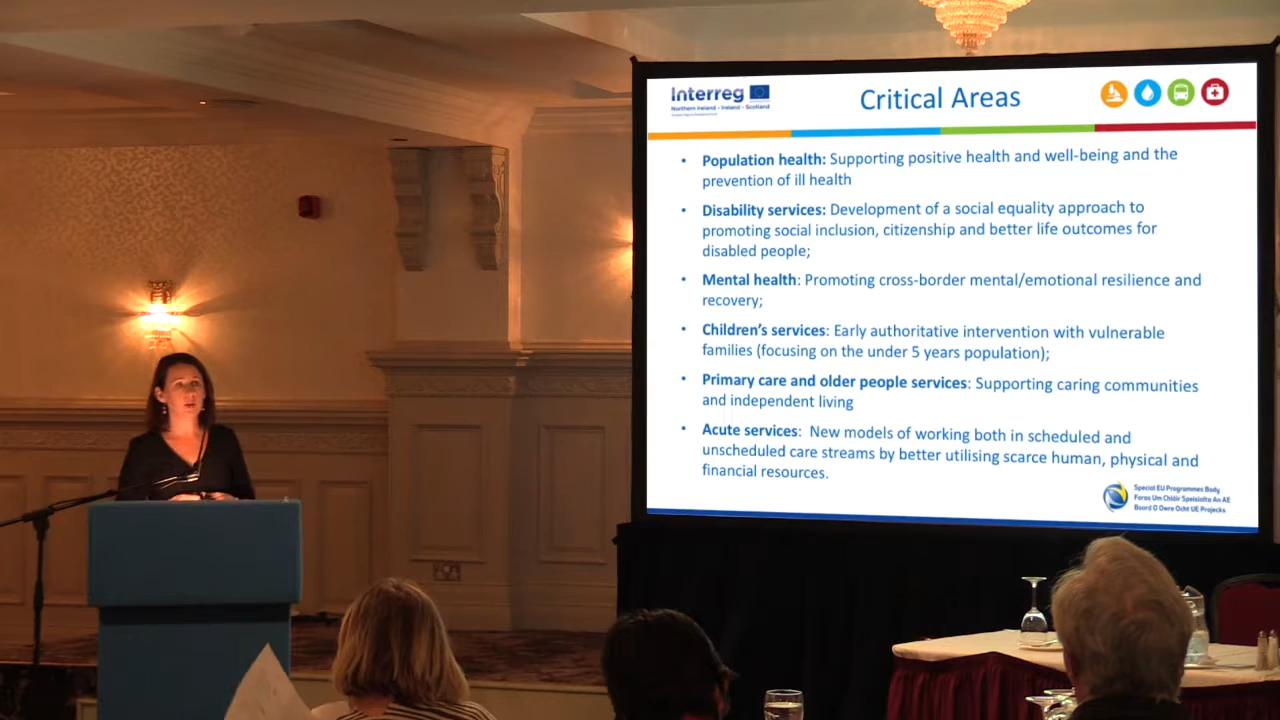 Interreg
Northern Ireland - Ireland - Scotland
Critical Areas
• Population health: Supporting positive health and well-being and the
prevention of ill health
• Disability services: Development of a social equality approach to
promoting social inclusion, citizenship and better life outcomes for
disabled people;
• Mental health: Promoting cross-border mental/emotional resilience and
recovery;
• Children's services: Early authoritative intervention with vulnerable
families (focusing on the under 5 years population);
• Primary care and older people services: Supporting caring communities
and independent living
• Acute services: New models of working both in scheduled and
unscheduled care streams by better utilising scarce human, physical and
financial resources.
Special EU Programmes Body
Foras Um Chláir Speisialta An AE
Boord O Owre Ocht UE Projecks